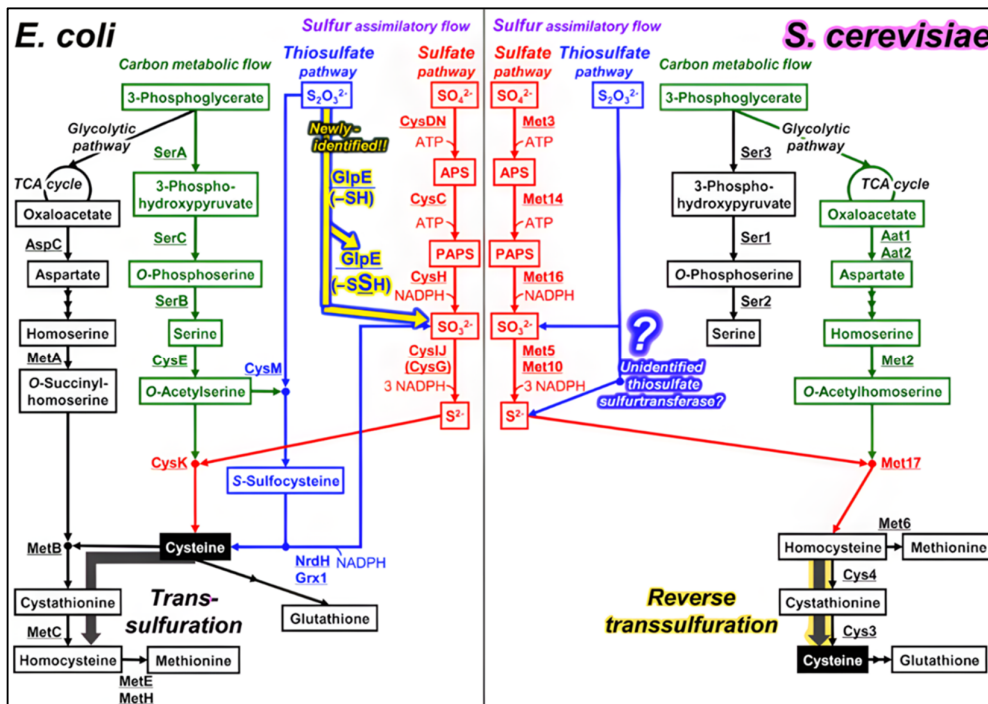 E. coli
Sulfur assimilatory flow
Carbon metabolic flow
Thiosulfate
pathway
Sulfate
pathway
3-Phosphoglycerate
S₂O₃²⁻
SO₄²⁻
Glycolytic
pathway
SerA
Newly-
identified!!
CysDN
ATP
TCA cycle
3-Phospho-
hydroxypyruvate
GlpE
(–SH)
APS
Oxaloacetate
SerC
CysC
ATP
AspC
O-Phosphoserine
GlpE
(–SSH)
PAPS
Aspartate
SerB
CysH
NADPH
Homoserine
Serine
SO₃²⁻
MetA
CysE
CysM
CysIJ
(CysG)
3 NADPH
O-Succinyl-
homoserine
O-Acetylserine
S²⁻
CysK
S-Sulfocysteine
MetB
Cysteine
NrdH
Grx1
NADPH
Cystathionine
Trans-
sulfuration
Glutathione
MetC
Homocysteine
Methionine
MetE
MetH
S. cerevisiae
Sulfur assimilatory flow
Sulfate
pathway
Thiosulfate
pathway
Carbon metabolic flow
SO₄²⁻
S₂O₃²⁻
3-Phosphoglycerate
Met3
ATP
Ser3
Glycolytic
pathway
APS
3-Phospho-
hydroxypyruvate
TCA cycle
Met14
ATP
Oxaloacetate
Ser1
Aat1
Aat2
PAPS
O-Phosphoserine
Aspartate
Met16
NADPH
Ser2
SO₃²⁻
?
Serine
Homoserine
Met5
Met10
3 NADPH
Unidentified
thiosulfate
sulfurtransferase?
Met2
O-Acetylhomoserine
S²⁻
Met17
Met6
Homocysteine
Methionine
Cys4
Reverse
transsulfuration
Cystathionine
Cys3
Cysteine
Glutathione